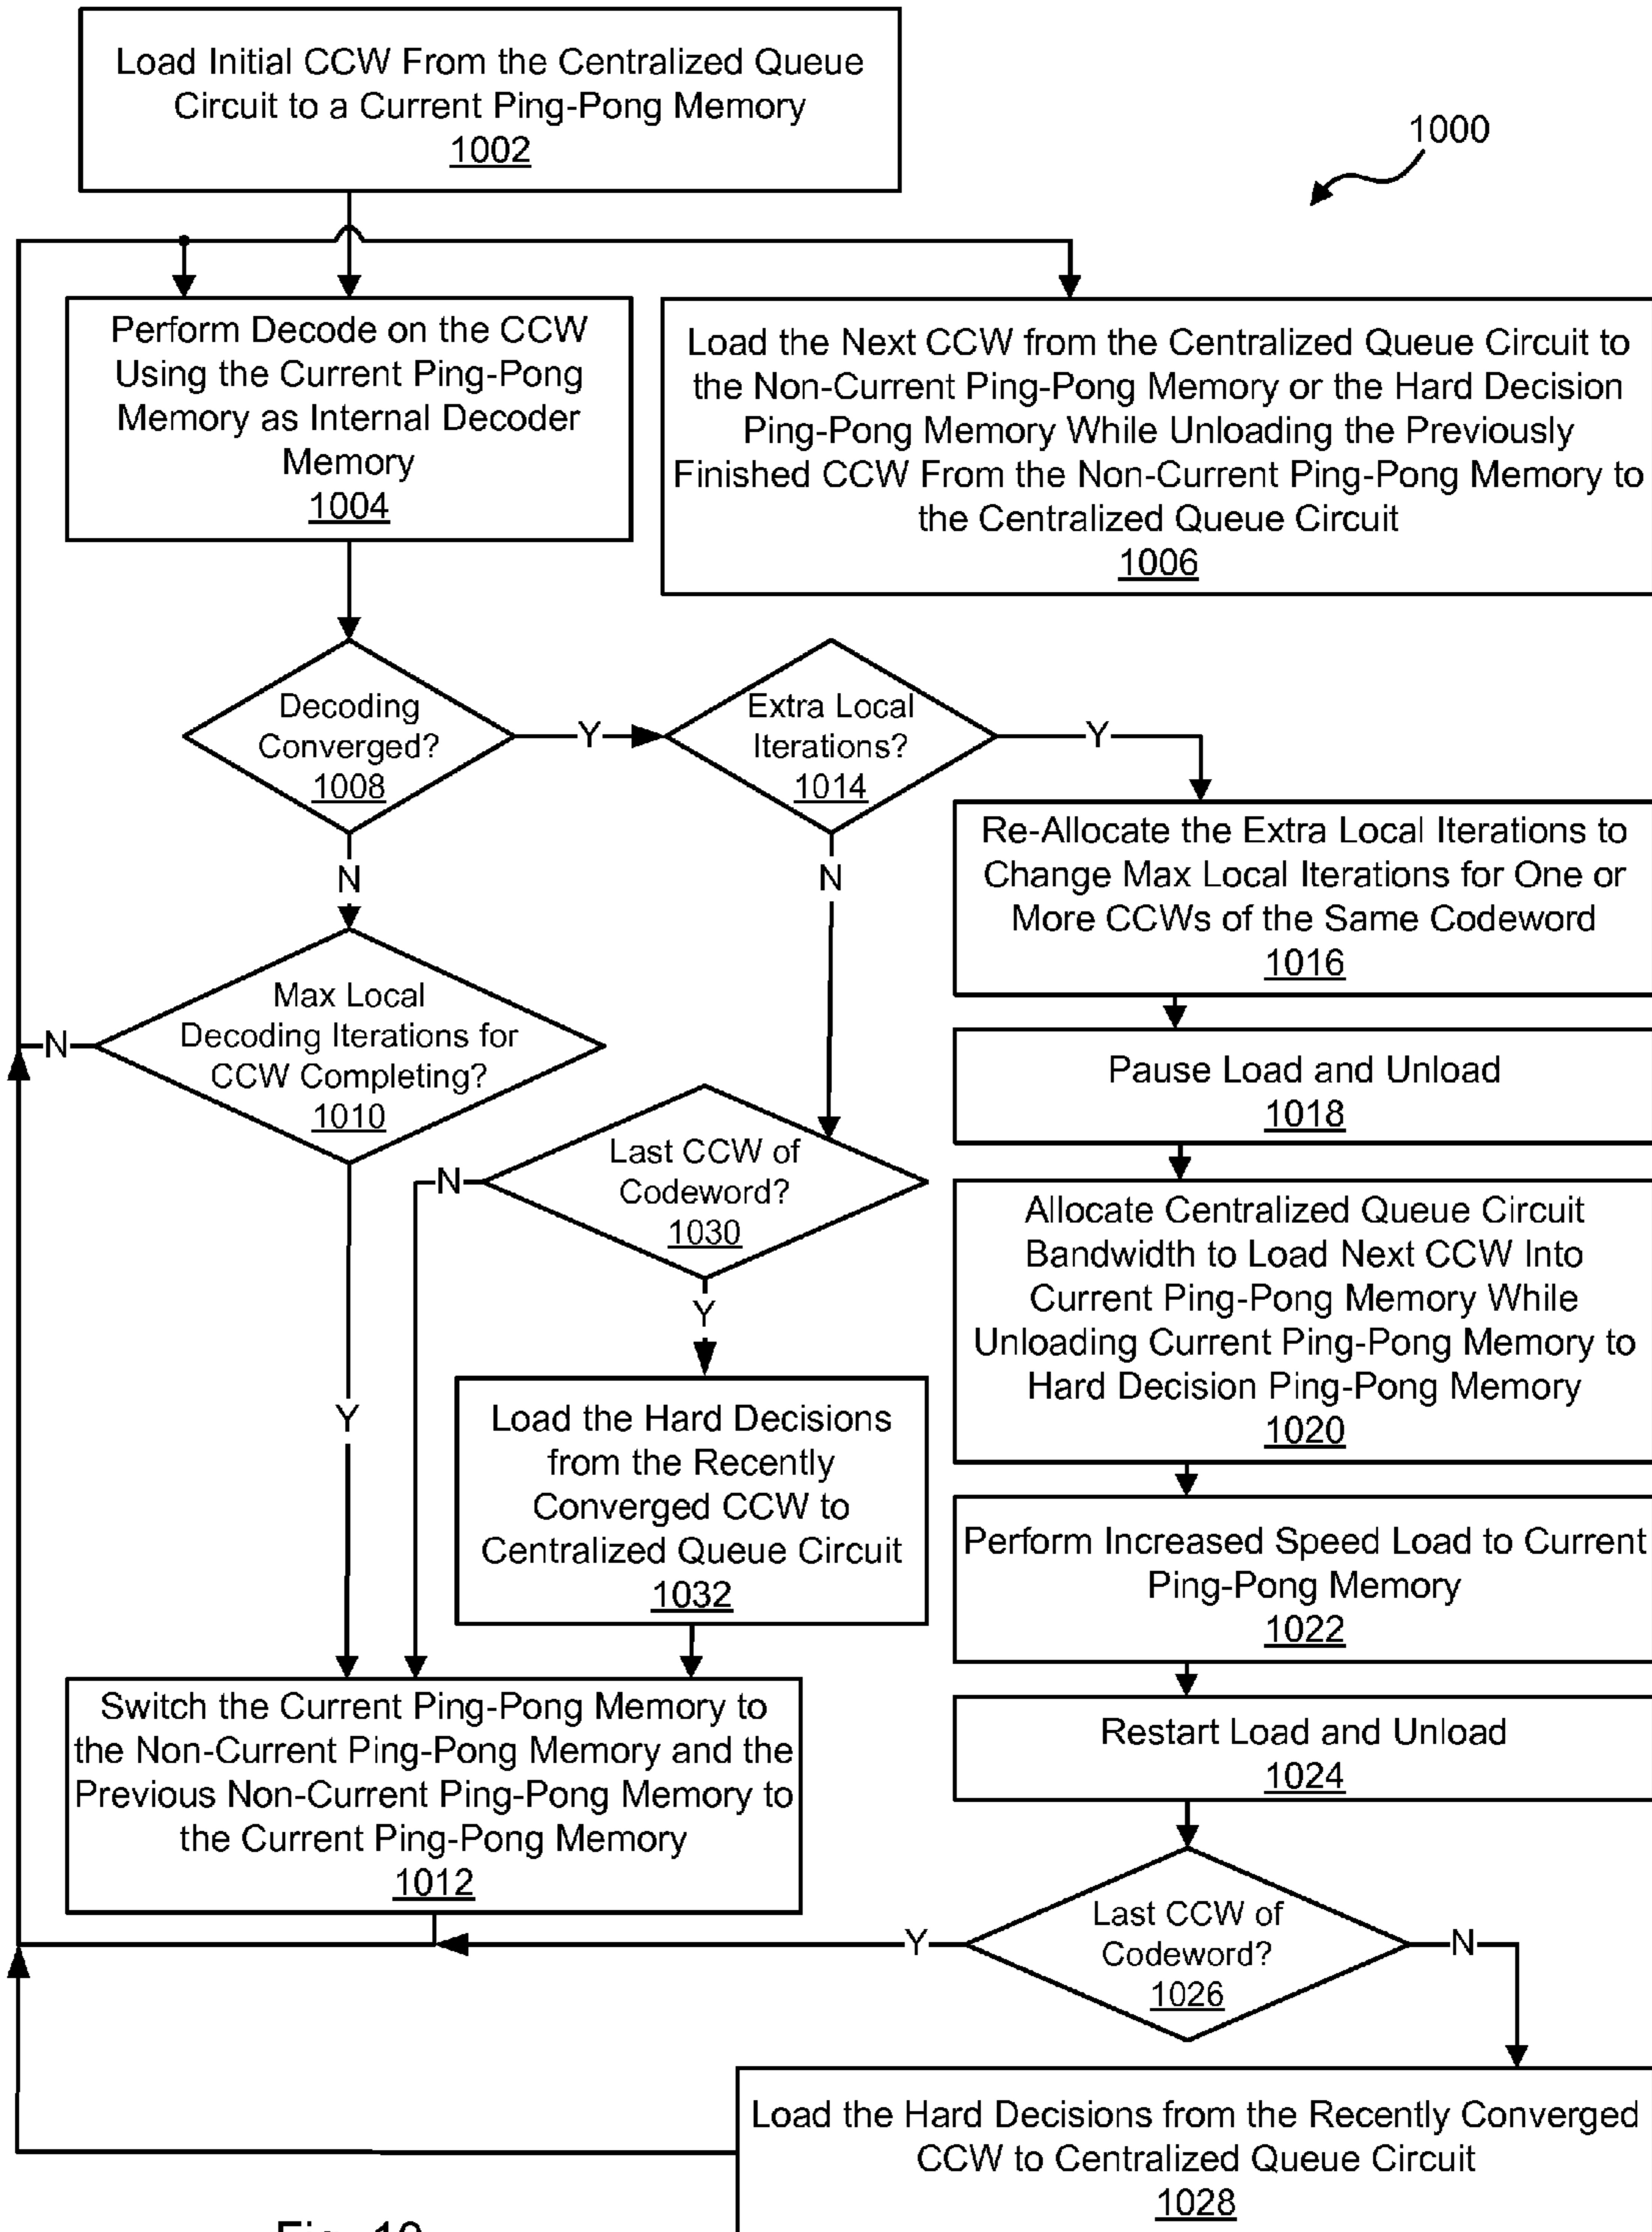 Load Initial CCW From the Centralized Queue
Circuit to a Current Ping-Pong Memory
1002
1000
Perform Decode on the CCW
Using the Current Ping-Pong
Memory as Internal Decoder
Memory
1004
Load the Next CCW from the Centralized Queue Circuit to
the Non-Current Ping-Pong Memory or the Hard Decision
Ping-Pong Memory While Unloading the Previously
Finished CCW From the Non-Current Ping-Pong Memory to
the Centralized Queue Circuit
1006
Decoding
Converged?
1008
Y
Extra Local
Iterations?
1014
Y
N
N
Re-Allocate the Extra Local Iterations to
Change Max Local Iterations for One or
More CCWs of the Same Codeword
1016
Max Local
Decoding Iterations for
CCW Completing?
1010
N
Pause Load and Unload
1018
Last CCW of
Codeword?
1030
N
Y
Y
Allocate Centralized Queue Circuit
Bandwidth to Load Next CCW Into
Current Ping-Pong Memory While
Unloading Current Ping-Pong Memory to
Hard Decision Ping-Pong Memory
1020
Load the Hard Decisions
from the Recently
Converged CCW to
Centralized Queue Circuit
1032
Perform Increased Speed Load to Current
Ping-Pong Memory
1022
Switch the Current Ping-Pong Memory to
the Non-Current Ping-Pong Memory and the
Previous Non-Current Ping-Pong Memory to
the Current Ping-Pong Memory
1012
Restart Load and Unload
1024
Last CCW of
Codeword?
1026
Y
N
Load the Hard Decisions from the Recently Converged
CCW to Centralized Queue Circuit
1028
Fig. 10